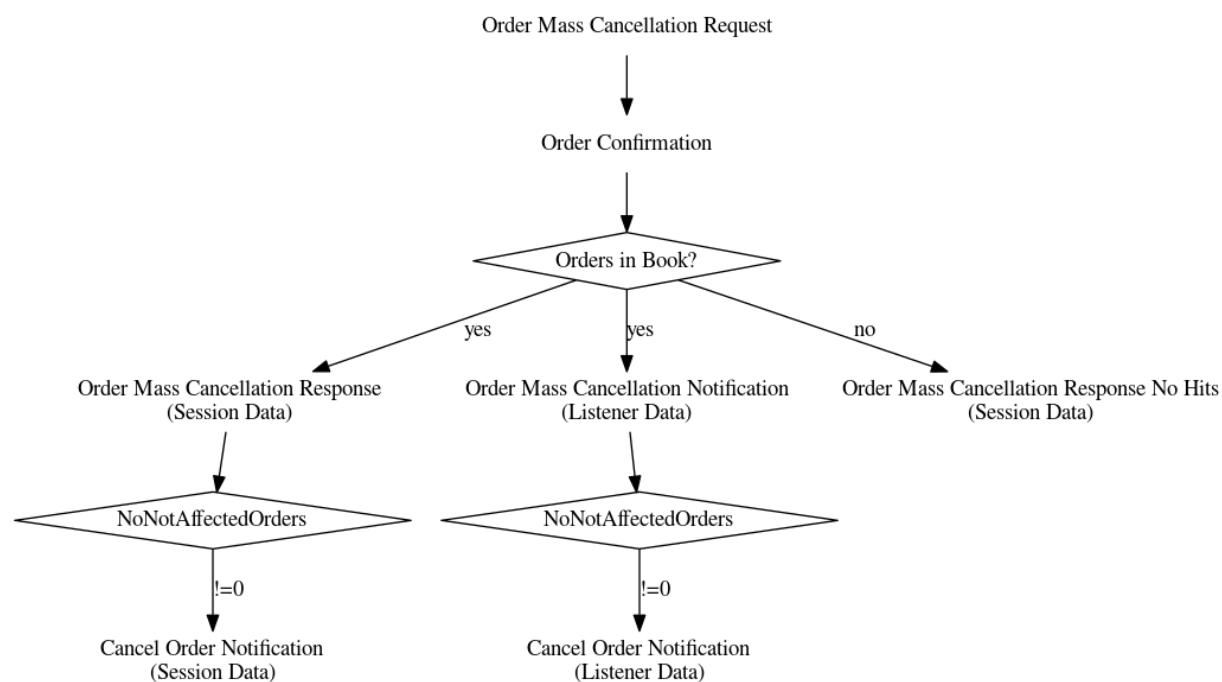 Order Mass Cancellation Request
Order Confirmation
Orders in Book?
yes
yes
no
Order Mass Cancellation Response
(Session Data)
Order Mass Cancellation Notification
(Listener Data)
Order Mass Cancellation Response No Hits
(Session Data)
NoNotAffectedOrders
NoNotAffectedOrders
!=0
!=0
Cancel Order Notification
(Session Data)
Cancel Order Notification
(Listener Data)